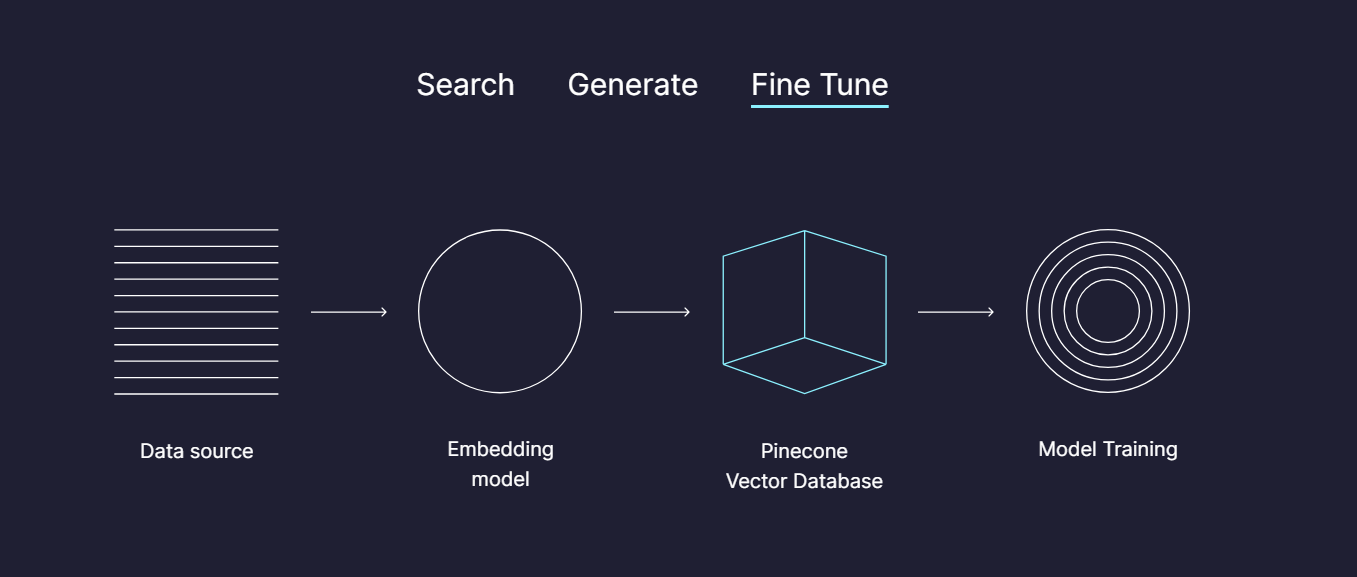 Search Generate Fine Tune
Data source
Embedding
model
Pinecone
Vector Database
Model Training